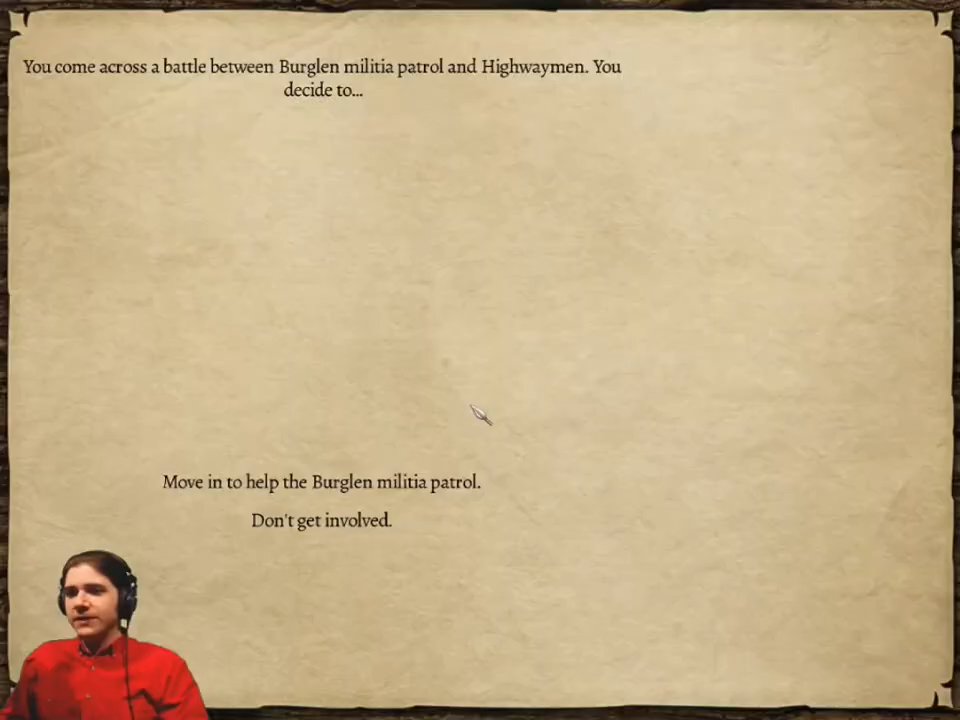 You come across a battle between Burglen militia patrol and Highwaymen. You
decide to...
Move in to help the Burglen militia patrol.
Don't get involved.